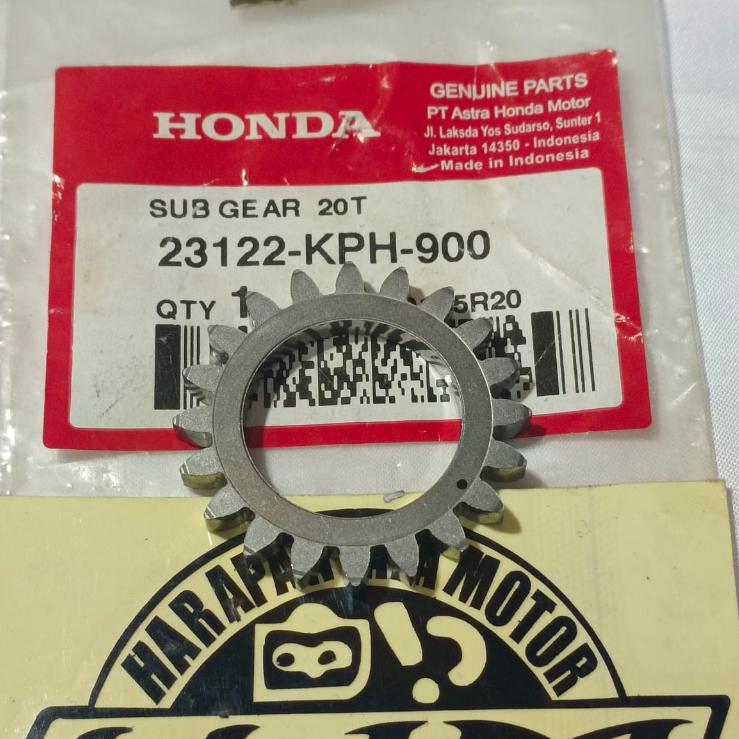 HONDA
GENUINE PARTS
PT Astra Honda Motor
Jl. Laksda Yos Sudarso, Sunter 1
Jakarta 14350 - Indonesia
Made in Indonesia
SUB GEAR 20T
23122-KPH-900
QTY 1
5R20
MOTOR